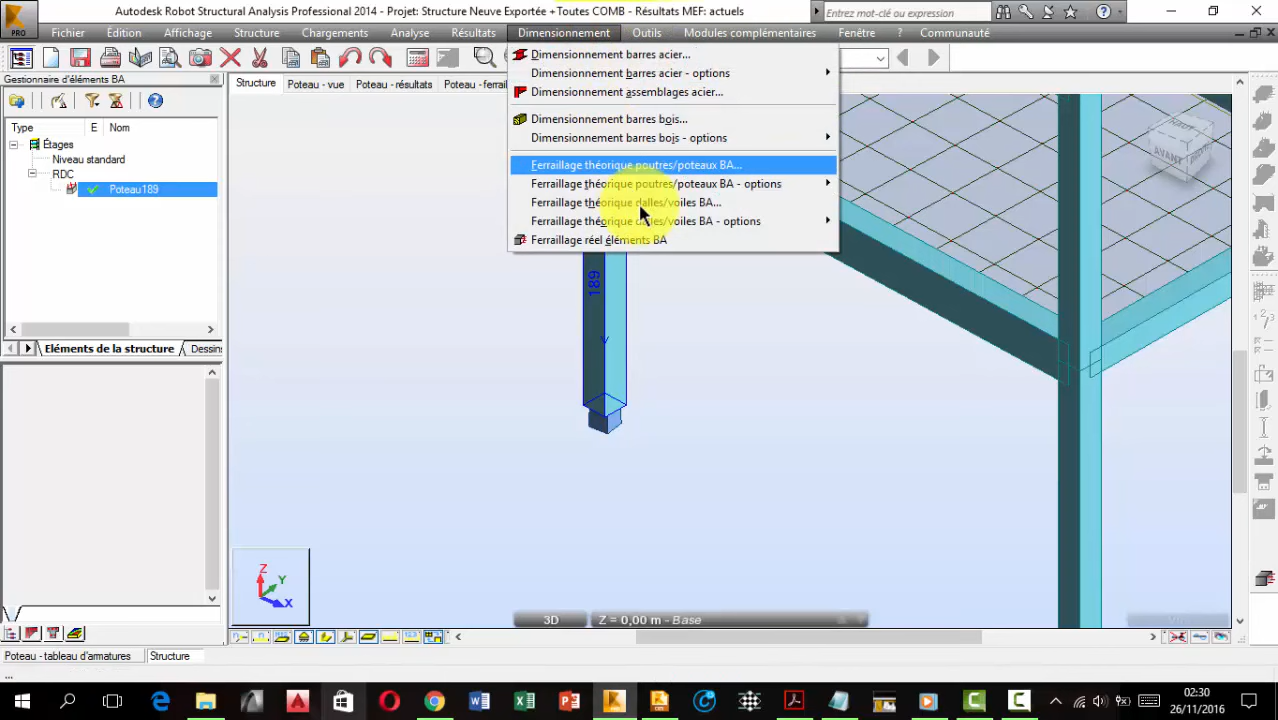 PRO
Autodesk Robot Structural Analysis Professional 2014 - Projet: Structure Neuve Exportée +Toutes COMB - Résultats MEF: actuels
Entrez mot-clé ou expression
Fichier Édition Affichage Structure Chargements Analyse Résultats Dimensionnement Outils Modules complémentaires Fenêtre ? Communauté
Gestionnaire d'éléments BA
Type E Nom
Étages
Niveau standard
RDC
Poteau189
Eléments de la structure
Dessins
Structure Poteau - vue Poteau - résultats Poteau - ferrail
Dimensionnement barres acier...
Dimensionnement barres acier - options
Dimensionnement assemblages acier...
Dimensionnement barres bois...
Dimensionnement barres bois - options
Ferraillage théorique poutres/poteaux BA...
Ferraillage théorique poutres/poteaux BA - options
Ferraillage théorique dalles/voiles BA...
Ferraillage théorique dalles/voiles BA - options
Ferraillage réel éléments BA
189
AVANT
Z
Y
X
3D Z = 0,00 m - Base
Poteau - tableau d'armatures Structure
...
02:30
26/11/2016